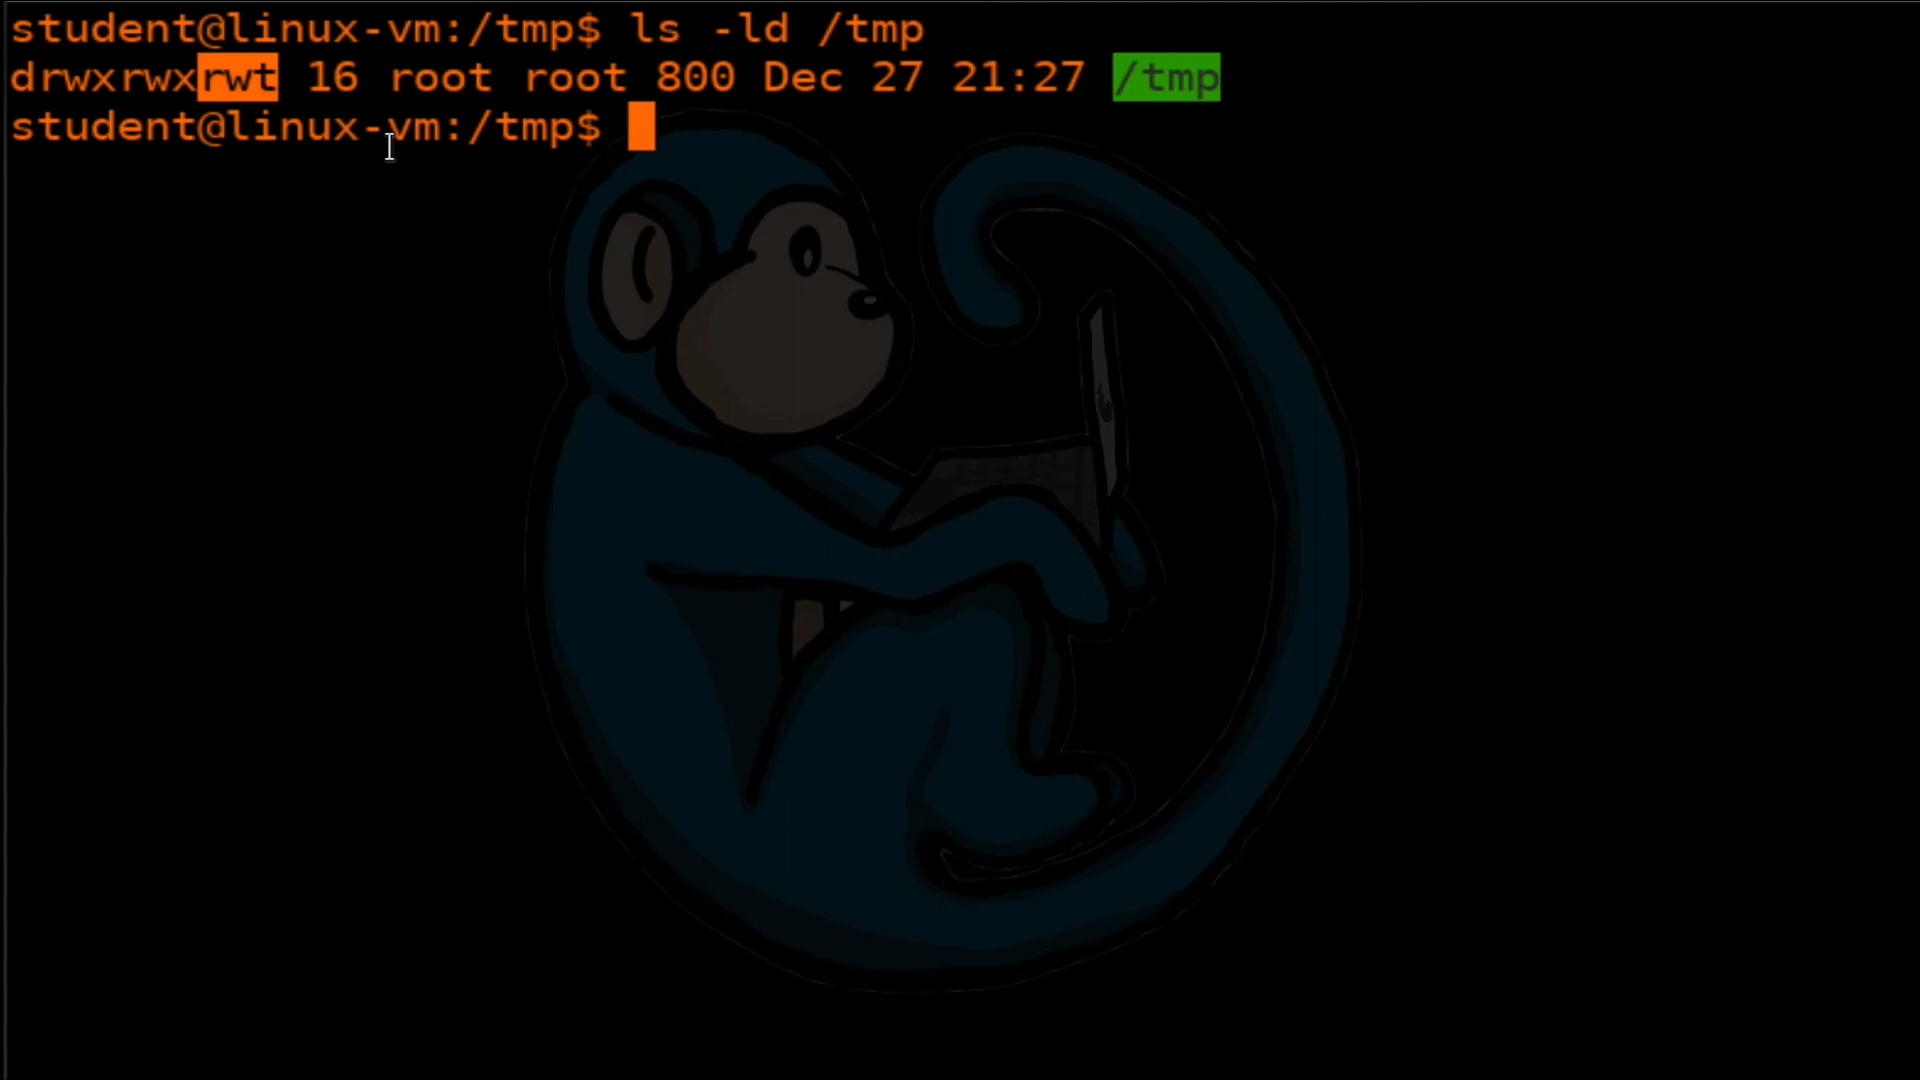 student@linux-vm:/tmp$ ls -ld /tmp
drwxrwxrwt 16 root root 800 Dec 27 21:27 /tmp
student@linux-vm:/tmp$